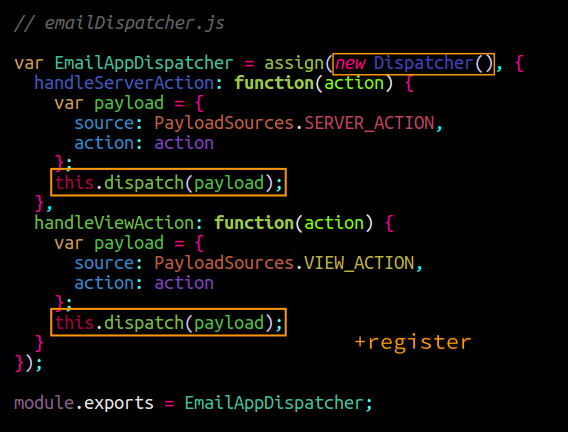 // emailDispatcher.js
var EmailAppDispatcher = assign(new Dispatcher(), {
handleServerAction: function(action) {
var payload = {
source: PayloadSources.SERVER_ACTION,
action: action
};
this.dispatch(payload);
},
handleViewAction: function(action) {
var payload = {
source: PayloadSources.VIEW_ACTION,
action: action
};
this.dispatch(payload);
}
+register
});
module.exports = EmailAppDispatcher;